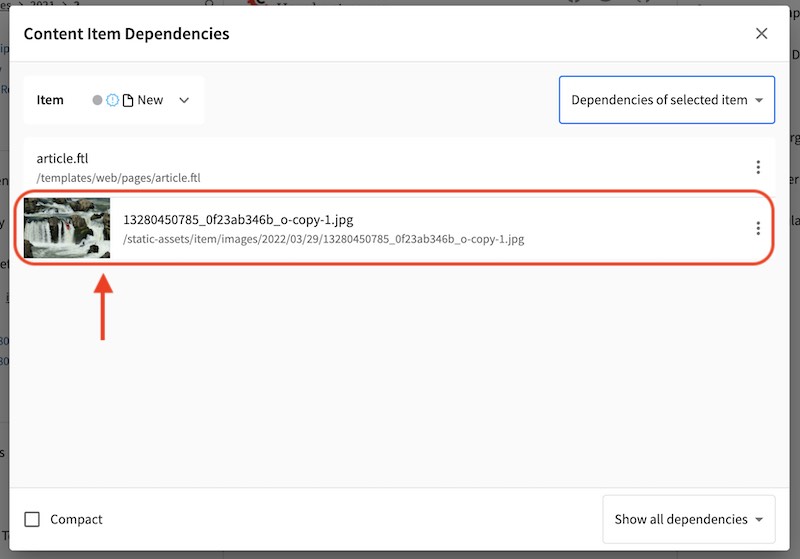 Content Item Dependencies
Item
New
Dependencies of selected item
article.ftl
/templates/web/pages/article.ftl
13280450785_0f23ab346b_o-copy-1.jpg
/static-assets/item/images/2022/03/29/13280450785_0f23ab346b_o-copy-1.jpg
Compact
Show all dependencies